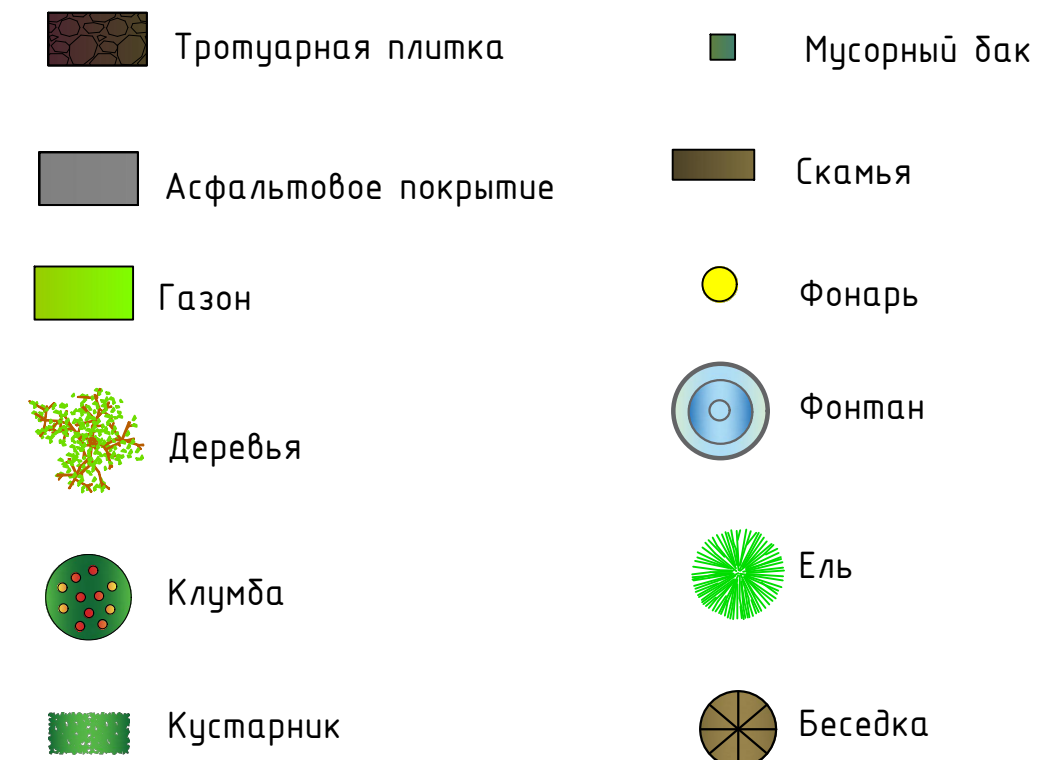 Тротуарная плитка
Асфальтовое покрытие
Газон
Деревья
Клумба
Кустарник
Мусорный бак
Скамья
Фонарь
Фонтан
Ель
Беседка